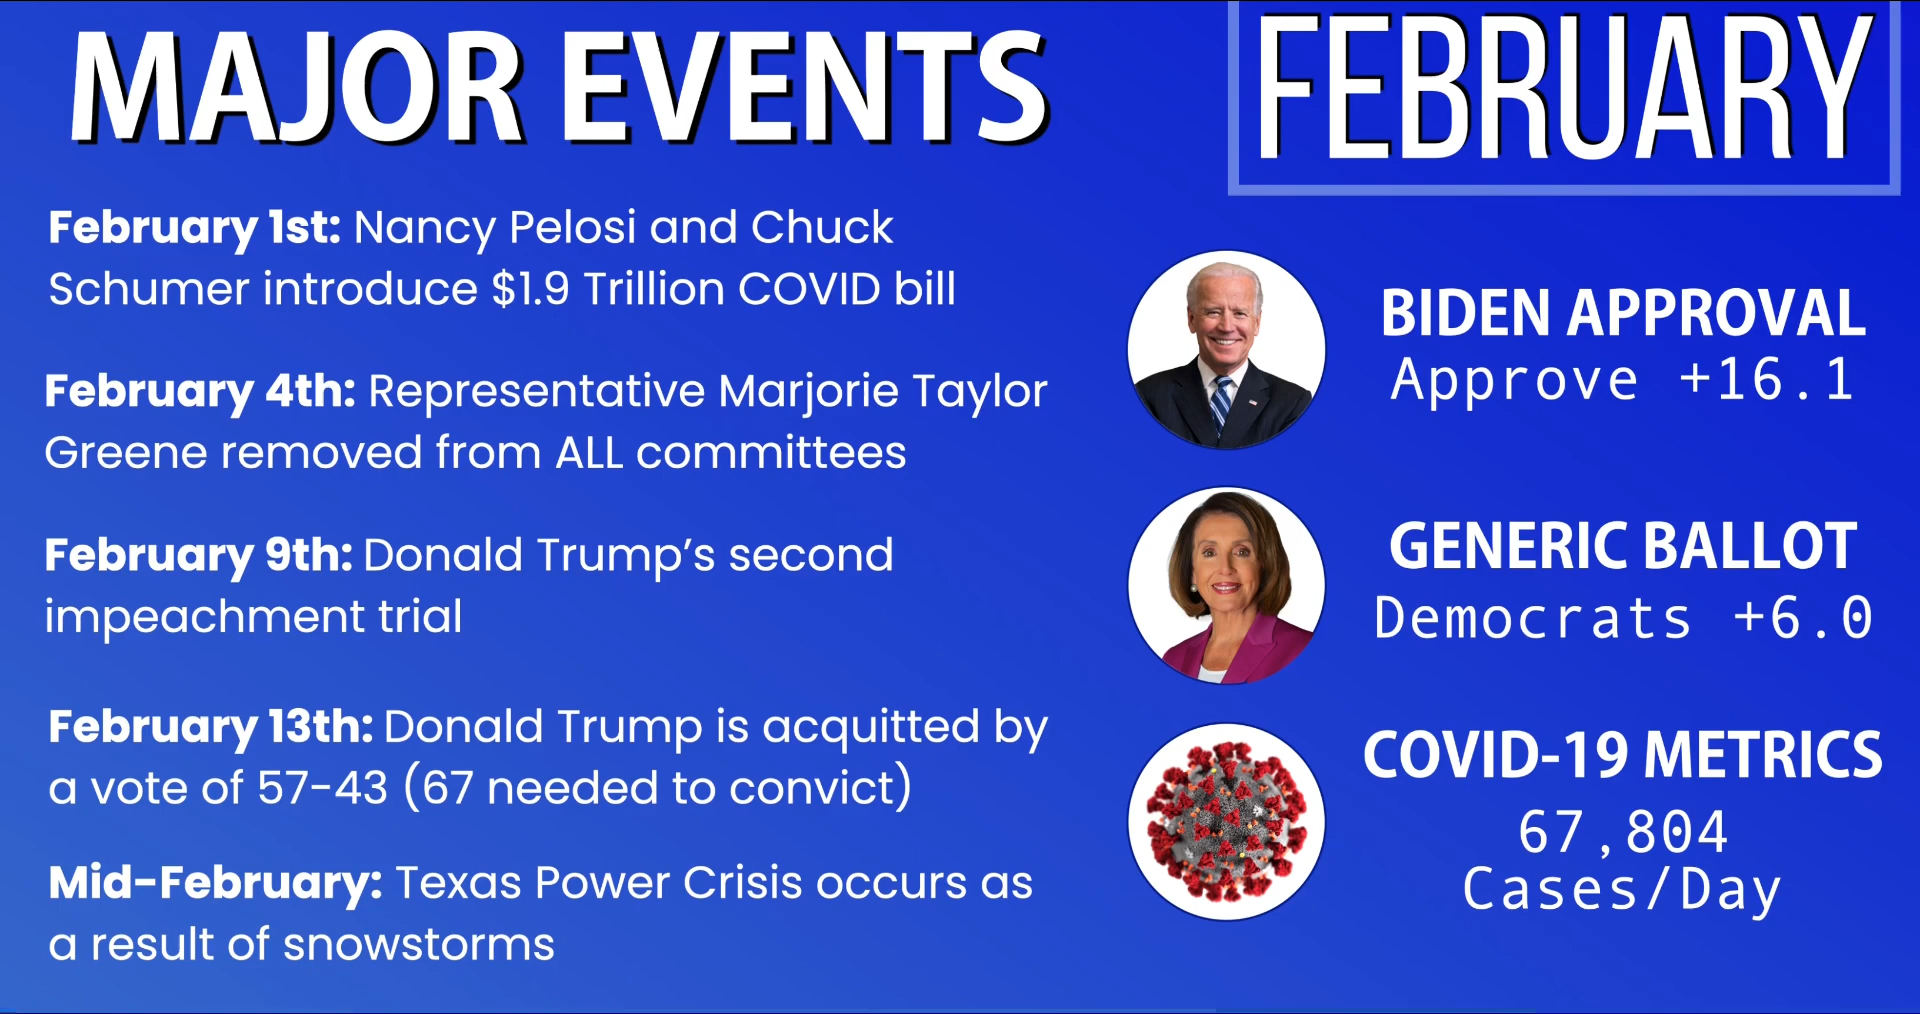 MAJOR EVENTS
FEBRUARY
February 1st: Nancy Pelosi and Chuck
Schumer introduce $1.9 Trillion COVID bill
February 4th: Representative Marjorie Taylor
Greene removed from ALL committees
February 9th: Donald Trump’s second
impeachment trial
February 13th: Donald Trump is acquitted by
a vote of 57-43 (67 needed to convict)
Mid-February: Texas Power Crisis occurs as
a result of snowstorms
BIDEN APPROVAL
Approve +16.1
GENERIC BALLOT
Democrats +6.0
COVID-19 METRICS
67,804
Cases/Day